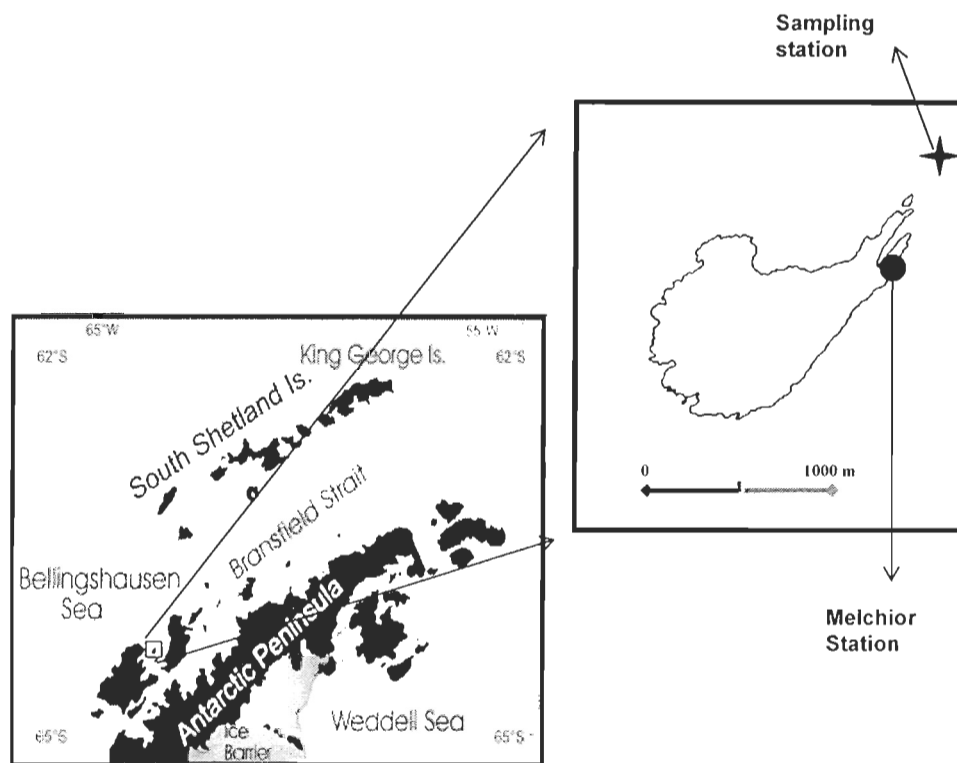 Sampling
station
65°W
55 W
62°S
King George Is.
62°S
South Shetland Is.
0
1000 m
Bransfield Strait
Bellingshausen
Sea
Melchior
Station
Antarctic Peninsula
Weddell Sea
65°S
Ice
Barrier
65°S